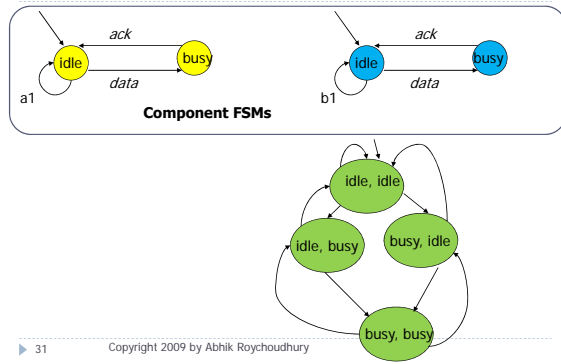 ack
ack
idle
busy
idle
busy
data
data
a1
b1
Component FSMs
idle, idle
idle, busy
busy, idle
busy, busy
31
Copyright 2009 by Abhik Roychoudhury